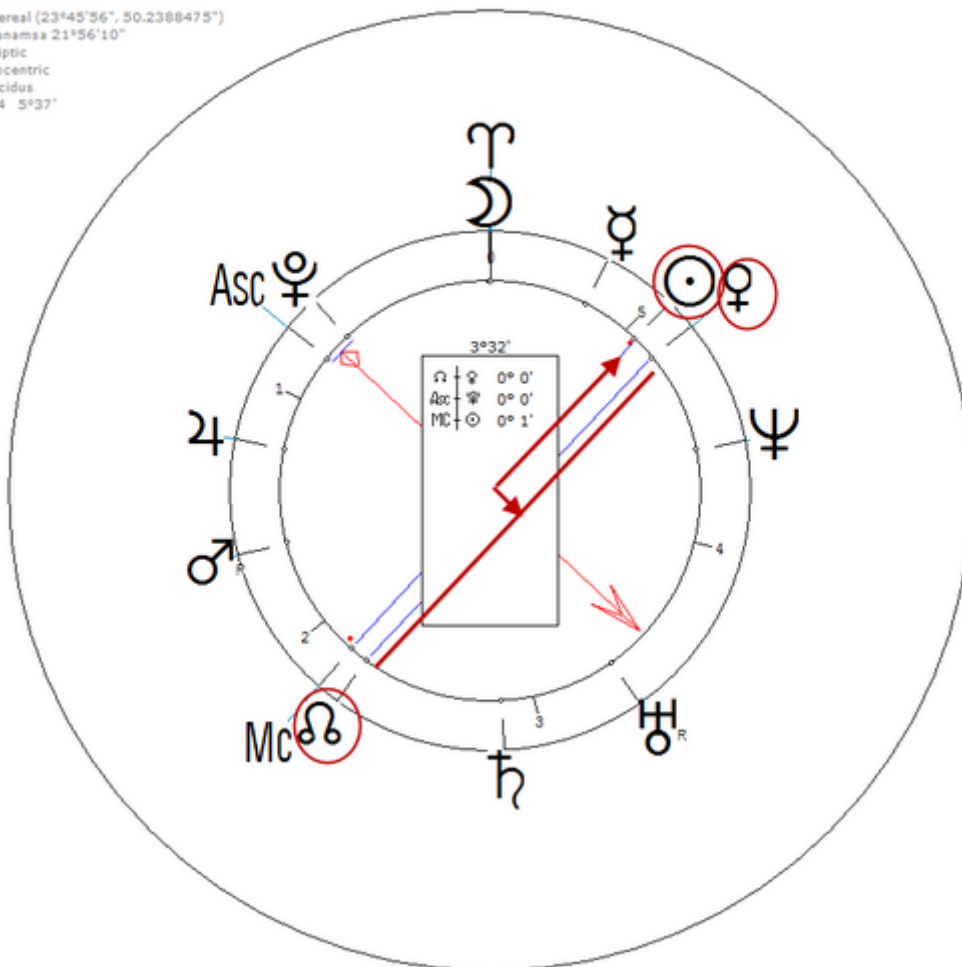 ereal (23°45'56", 50.2388475")
anamsa 21°56'10"
iptic
ocentric
cidus
4 5°37'
♈
☽
☿
Asc
☉ ♀
0
5
3°32'
☊ ♀ 0° 0'
Asc 0° 0'
MC ☉ 0° 1'
1
♃
♆
♂ R
4
2
Mc ☊
3
♅ R
♄